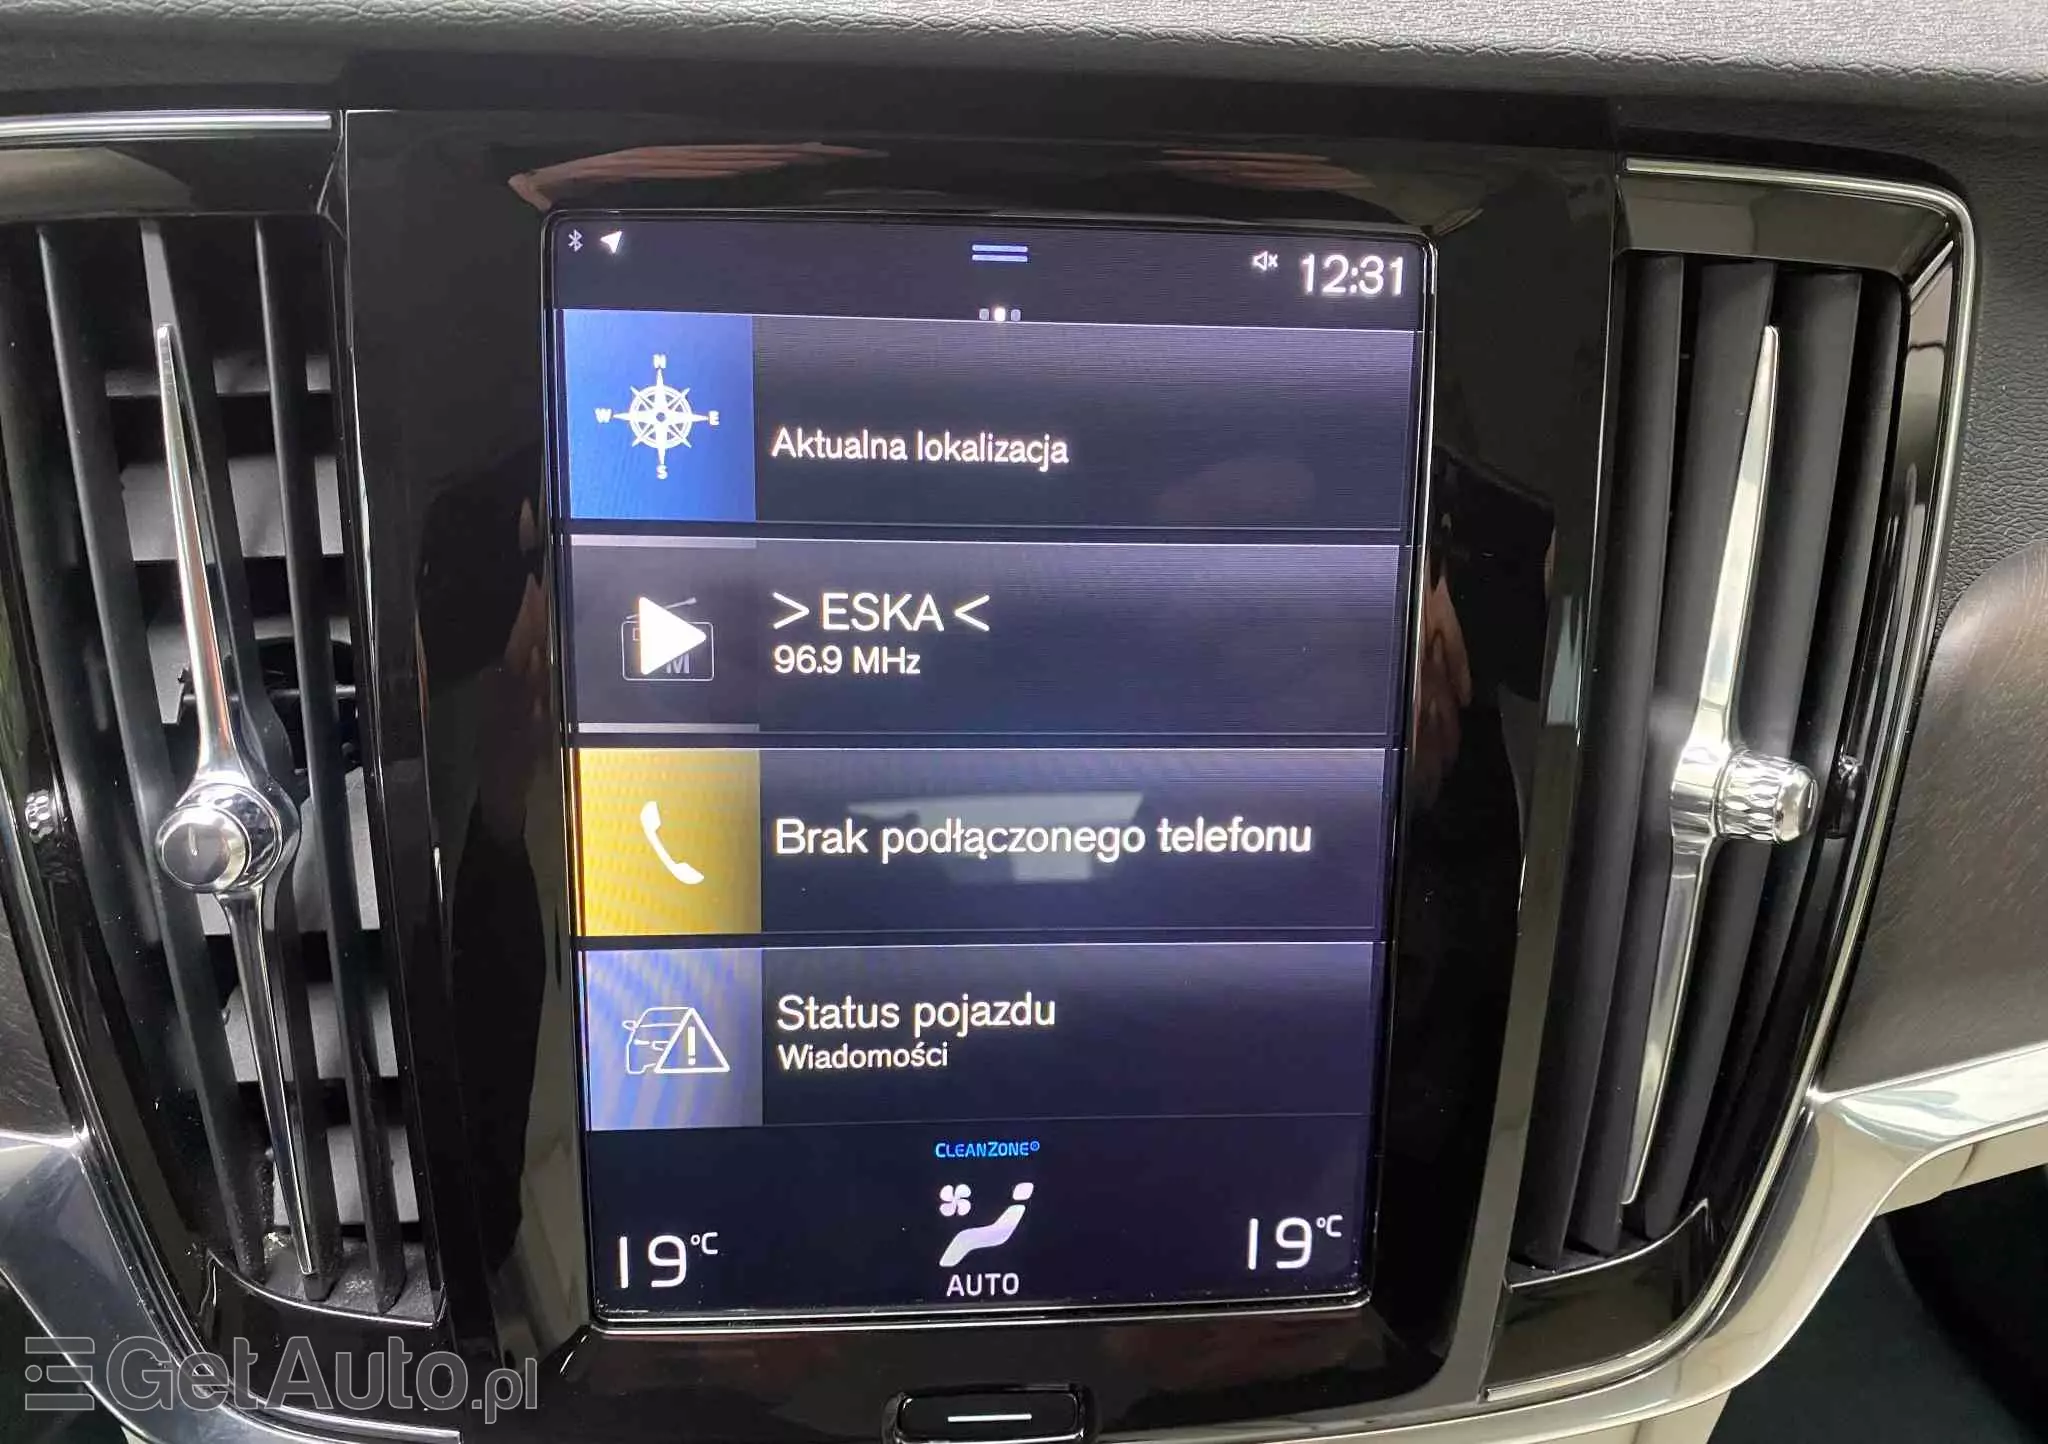 12:31
N
W E
S
Aktualna lokalizacja
>ESKA<
96.9 MHz
M
Brak podłączonego telefonu
Status pojazdu
Wiadomości
CLEANZONE®
19°C
19°C
AUTO
GetAuto.pl